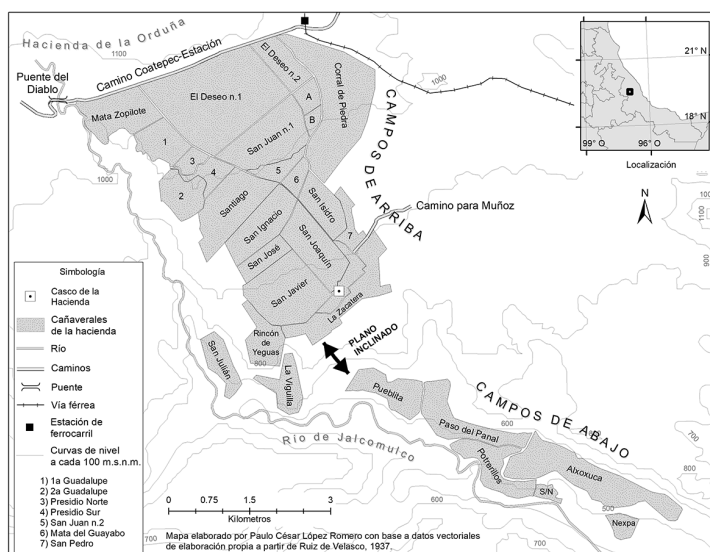 Hacienda de la Orduña
1100
Camino Coatepec-Estación
Puente del
Diablo
Mata Zopilote
El Deseo n.1
El Deseo n.2
Corral de Piedra
A
B
San Juan n.1
1
2
3
4
5
6
7
Santiago
San Isidro
San Ignacio
San Joaquín
San José
San Javier
La Zacatera
Rincón
de
Yeguas
800
San Julián
La Viguilla
1000
1000
CAMPOS DE ARRIBA
Camino para Muñoz
PLANO
INCLINADO
Pueblila
Paso del Panal
Potrerillos
S/N
Alxoxuca
Nexpa
CAMPOS DE ABAJO
Rio de Jalcomulco
600
600
500
700
800
900
1000
1100
21° N
18° N
99° O
96° O
Localización
N
Simbología
Casco de la
Hacienda
Cañaverales
de la hacienda
Río
Caminos
Puente
Vía férrea
Estación de
ferrocarril
Curvas de nivel
a cada 100 m.s.n.m.
1) 1a Guadalupe
2) 2a Guadalupe
3) Presidio Norte
4) Presidio Sur
5) San Juan n.2
6) Mata del Guayabo
7) San Pedro
0 0.75 1.5 3
Kilometros
Mapa elaborado por Paulo César López Romero con base a datos vectoriales
de elaboración propia a partir de Ruiz de Velasco, 1937.